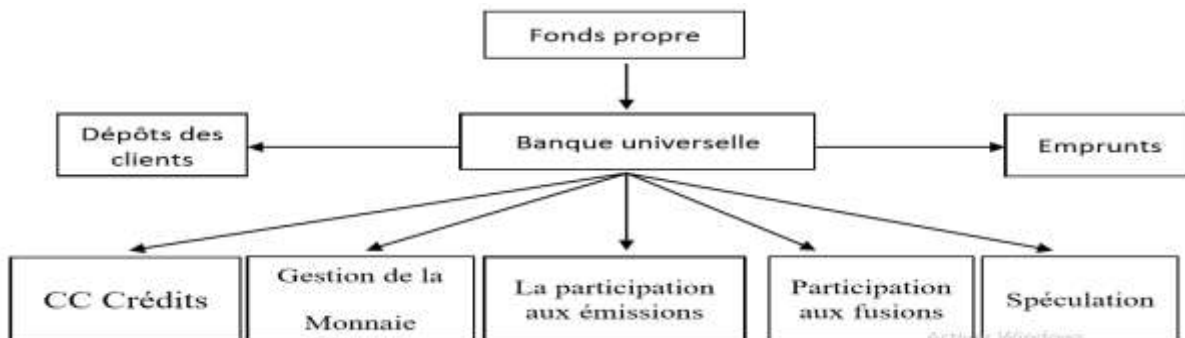 Fonds propre
Dépôts des
clients
Banque universelle
Emprunts
CC Crédits
Gestion de la
Monnaie
La participation
aux émissions
Participation
aux fusions
Spéculation